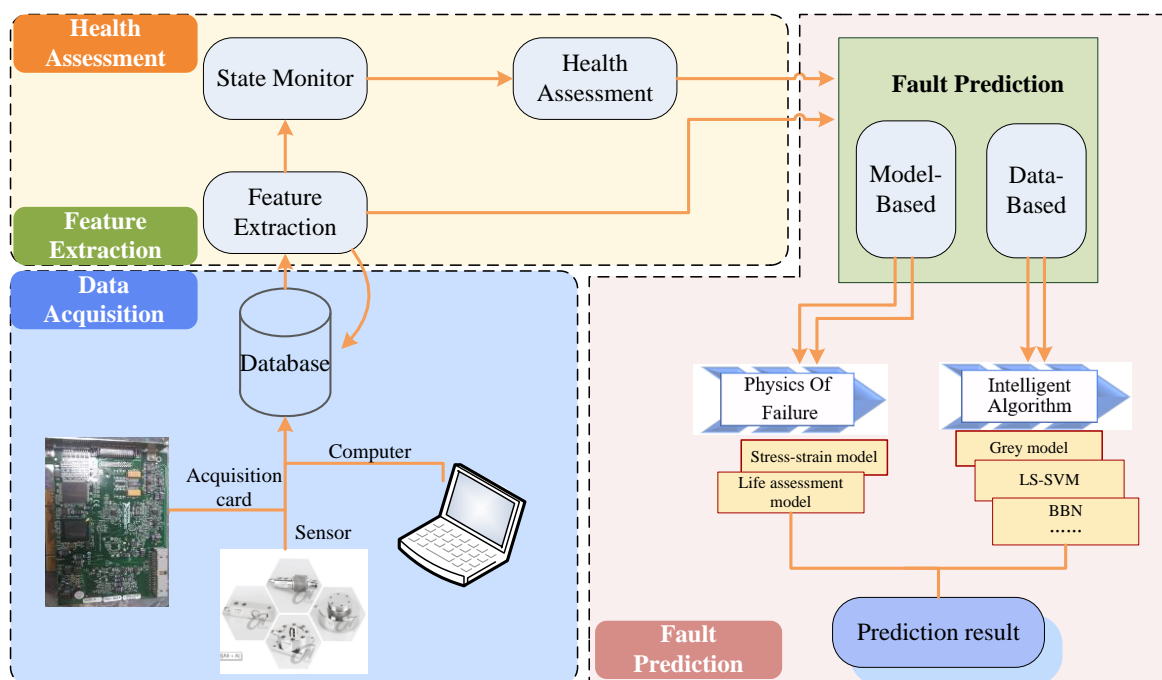 Health
Assessment
State Monitor
Health
Assessment
Fault Prediction
Model-
Based
Data-
Based
Feature
Extraction
Feature
Extraction
Data
Acquisition
Database
Physics Of
Failure
Intelligent
Algorithm
Stress-strain model
Life assessment
model
Grey model
LS-SVM
BBN
......
Computer
Acquisition
card
Sensor
Prediction result
Fault
Prediction